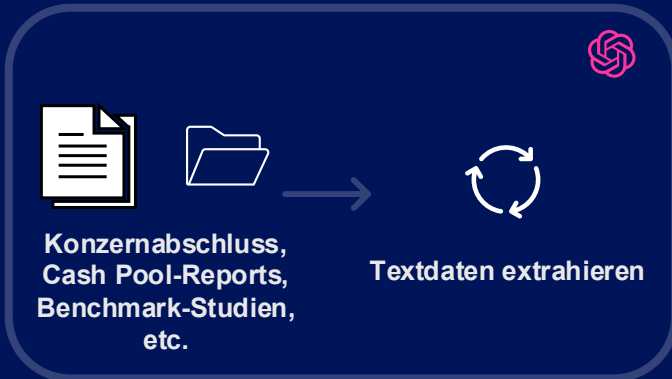 Konzernabschluss,
Cash Pool-Reports,
Benchmark-Studien,
etc.
Textdaten extrahieren